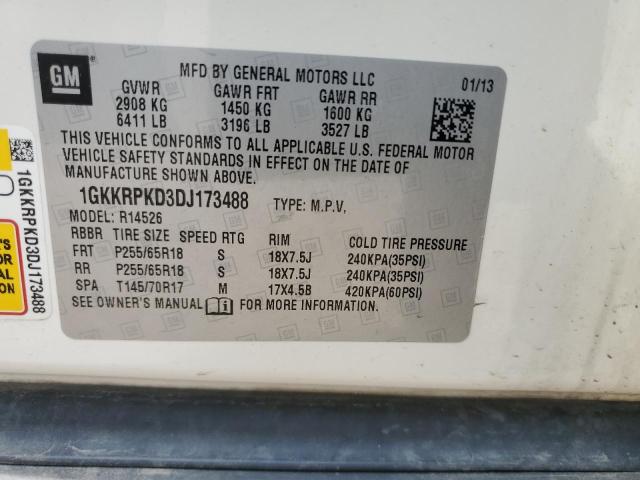 GM
MFD BY GENERAL MOTORS LLC
01/13
GVWR GAWR FRT GAWR RR
2908 KG 1450 KG 1600 KG
6411 LB 3196 LB 3527 LB
THIS VEHICLE CONFORMS TO ALL APPLICABLE U.S. FEDERAL MOTOR
VEHICLE SAFETY STANDARDS IN EFFECT ON THE DATE OF
MANUFACTURE SHOWN ABOVE.
1GKKRPKD3DJ173488 TYPE: M.P.V,
MODEL: R14526
RBBR TIRE SIZE SPEED RTG RIM COLD TIRE PRESSURE
FRT P255/65R18 S 18X7.5J 240KPA(35PSI)
RR P255/65R18 S 18X7.5J 240KPA(35PSI)
SPA T145/70R17 M 17X4.5B 420KPA(60PSI)
SEE OWNER'S MANUAL FOR MORE INFORMATION.
1GKKRPKD3DJ173488